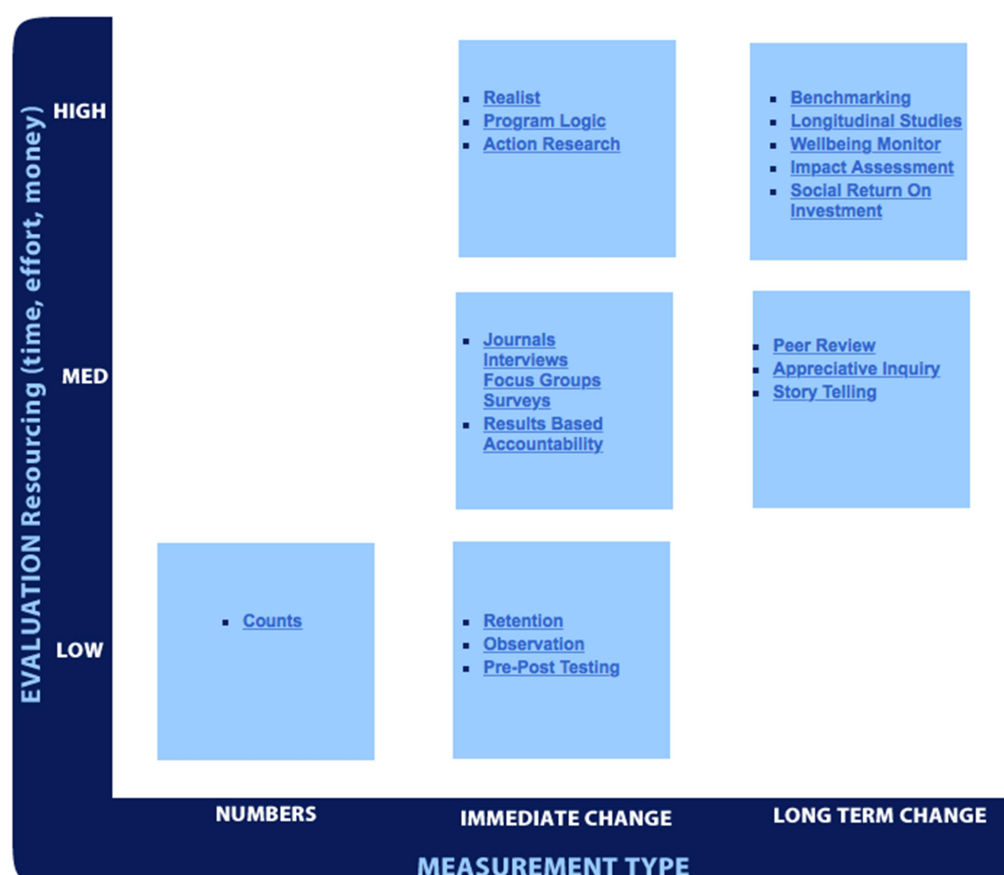 EVALUATION Resourcing (time, effort, money)
HIGH
▪ Realist
▪ Program Logic
▪ Action Research
▪ Benchmarking
▪ Longitudinal Studies
▪ Wellbeing Monitor
▪ Impact Assessment
▪ Social Return On
Investment
MED
▪ Journals
Interviews
Focus Groups
Surveys
▪ Results Based
Accountability
▪ Peer Review
▪ Appreciative Inquiry
▪ Story Telling
LOW
▪ Counts
▪ Retention
▪ Observation
▪ Pre-Post Testing
NUMBERS
IMMEDIATE CHANGE
LONG TERM CHANGE
MEASUREMENT TYPE